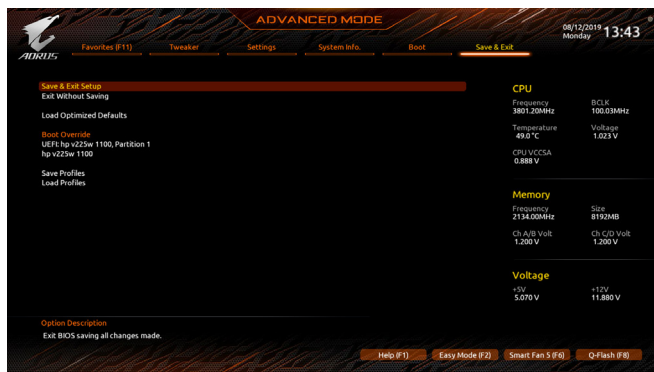 ADVANCED MODE
08/12/2019 13:43
Monday
AORUS
Favorites (F11) Tweaker Settings System Info. Boot Save & Exit
Save & Exit Setup
Exit Without Saving
Load Optimized Defaults
Boot Override
UEFI: hp v225w 1100, Partition 1
hp v225w 1100
Save Profiles
Load Profiles
CPU
Frequency BCLK
3801.20MHz 100.03MHz
Temperature Voltage
49.0 °C 1.023 V
CPU VCCSA
0.888 V
Memory
Frequency Size
2134.00MHz 8192MB
Ch A/B Volt Ch C/D Volt
1.200 V 1.200 V
Voltage
+5V +12V
5.070 V 11.880 V
Option Description
Exit BIOS saving all changes made.
Help (F1) Easy Mode (F2) Smart Fan 5 (F6) Q-Flash (F8)